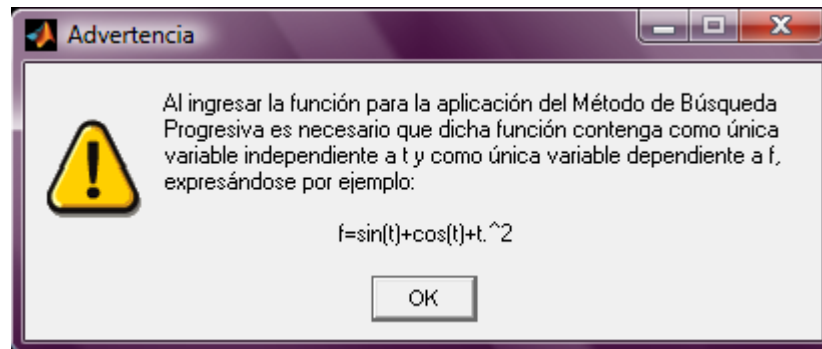 Advertencia
Al ingresar la función para la aplicación del Método de Búsqueda
Progresiva es necesario que dicha función contenga como única
variable independiente a t y como única variable dependiente a f,
expresándose por ejemplo:
f=sin(t)+cos(t)+t.^2
OK